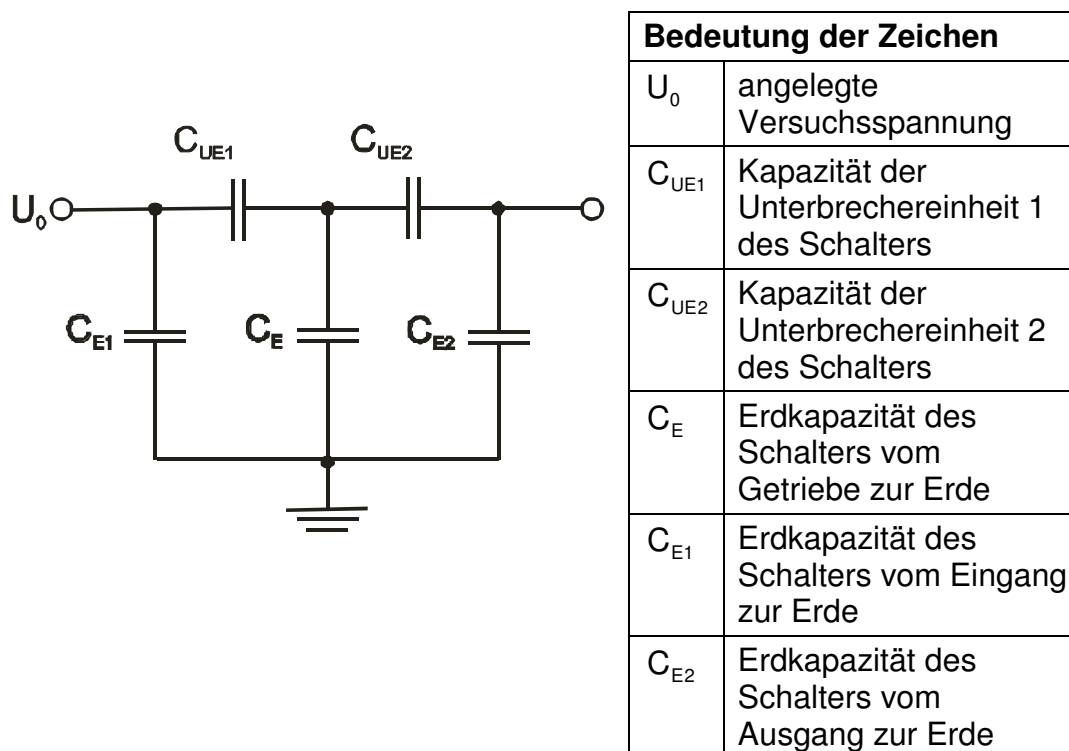 C_UE1 C_UE2
U_0
C_E1 C_E C_E2
Bedeutung der Zeichen
U_0 angelegte
Versuchsspannung
C_UE1 Kapazität der
Unterbrechereinheit 1
des Schalters
C_UE2 Kapazität der
Unterbrechereinheit 2
des Schalters
C_E Erdkapazität des
Schalters vom
Getriebe zur Erde
C_E1 Erdkapazität des
Schalters vom Eingang
zur Erde
C_E2 Erdkapazität des
Schalters vom
Ausgang zur Erde